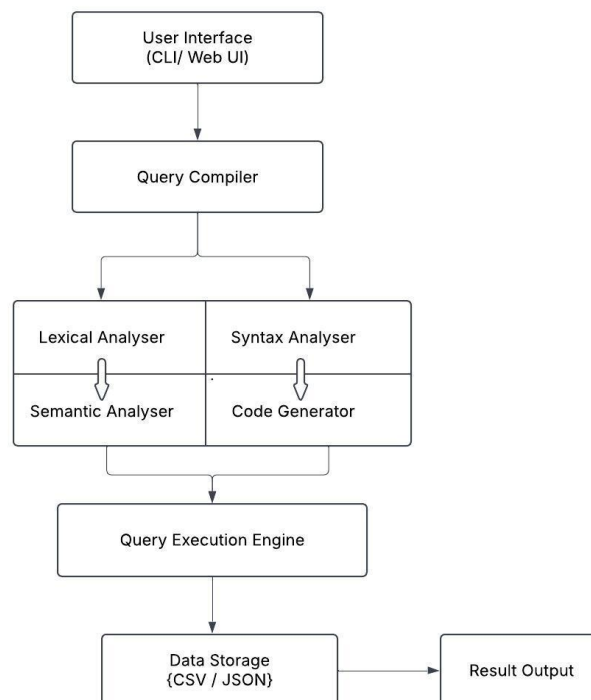 User Interface
(CLI/ Web UI)
Query Compiler
Lexical Analyser
Syntax Analyser
Semantic Analyser
Code Generator
Query Execution Engine
Data Storage
{CSV / JSON}
Result Output